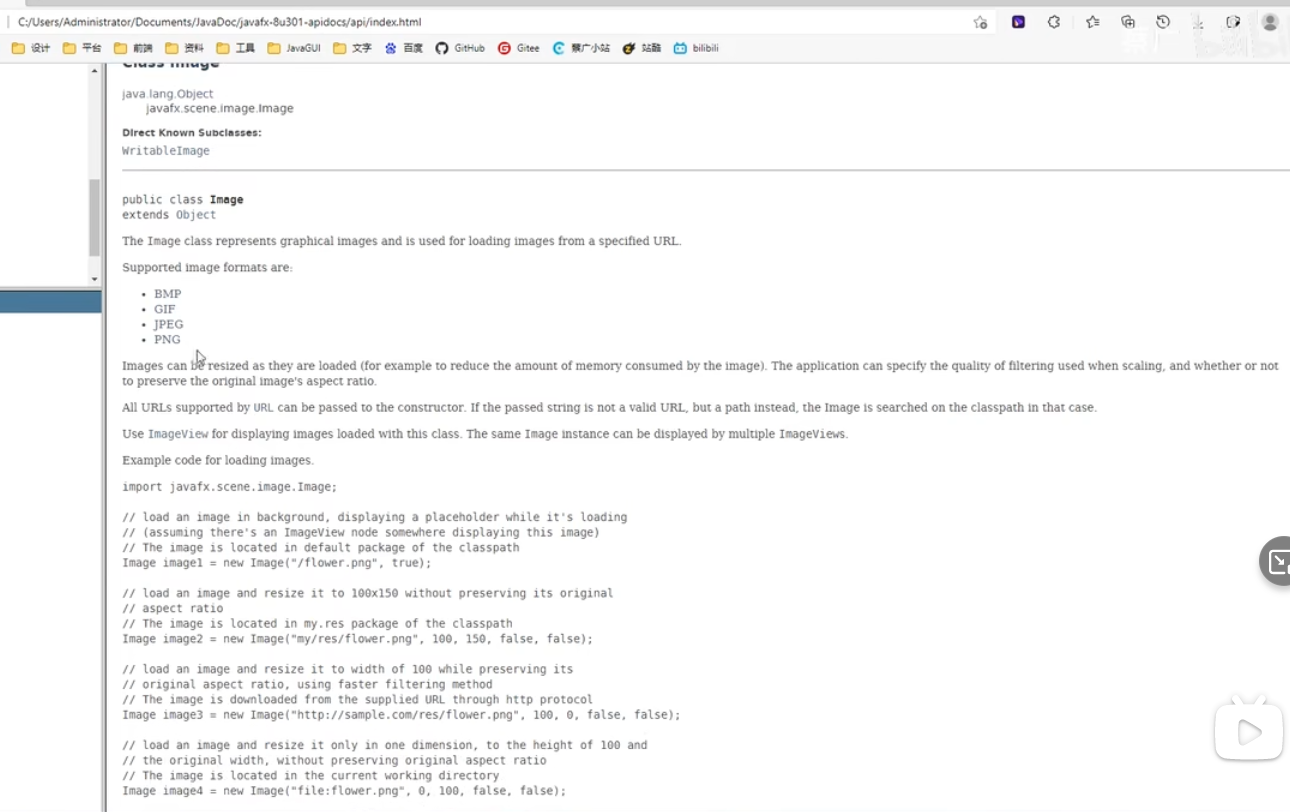 C:/Users/Administrator/Documents/JavaDoc/javafx-8u301-apidocs/api/index.html
设计 平台 前端 资料 工具 JavaGUI 文字 百度 GitHub Gitee 懒广小站 站酷 bilibili
Class Image
java.lang.Object
javafx.scene.image.Image
Direct Known Subclasses:
WritableImage
public class Image
extends Object
The Image class represents graphical images and is used for loading images from a specified URL.
Supported image formats are:
• BMP
• GIF
• JPEG
• PNG
Images can be resized as they are loaded (for example to reduce the amount of memory consumed by the image). The application can specify the quality of filtering used when scaling, and whether or not
to preserve the original image's aspect ratio.
All URLs supported by URL can be passed to the constructor. If the passed string is not a valid URL, but a path instead, the Image is searched on the classpath in that case.
Use ImageView for displaying images loaded with this class. The same Image instance can be displayed by multiple ImageViews.
Example code for loading images.
import javafx.scene.image.Image;
// load an image in background, displaying a placeholder while it's loading
// (assuming there's an ImageView node somewhere displaying this image)
// The image is located in default package of the classpath
Image image1 = new Image("/flower.png", true);
// load an image and resize it to 100x150 without preserving its original
// aspect ratio
// The image is located in my.res package of the classpath
Image image2 = new Image("my/res/flower.png", 100, 150, false, false);
// load an image and resize it to width of 100 while preserving its
// original aspect ratio, using faster filtering method
// The image is downloaded from the supplied URL through http protocol
Image image3 = new Image("http://sample.com/res/flower.png", 100, 0, false, false);
// load an image and resize it only in one dimension, to the height of 100 and
// the original width, without preserving original aspect ratio
// The image is located in the current working directory
Image image4 = new Image("file:flower.png", 0, 100, false, false);